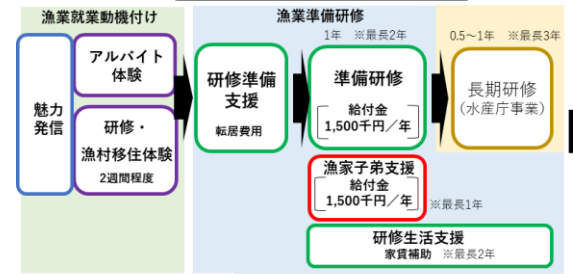 漁業就業動機付け
漁業準備研修
1年 ※最長2年
0.5～1年 ※最長3年
魅力
発信
アルバイト
体験
研修・
漁村移住体験
2週間程度
研修準備
支援
転居費用
準備研修
給付金
1,500千円／年
長期研修
（水産庁事業）
漁家子弟支援
給付金
1,500千円／年
※最長1年
研修生活支援
家賃補助 ※最長2年